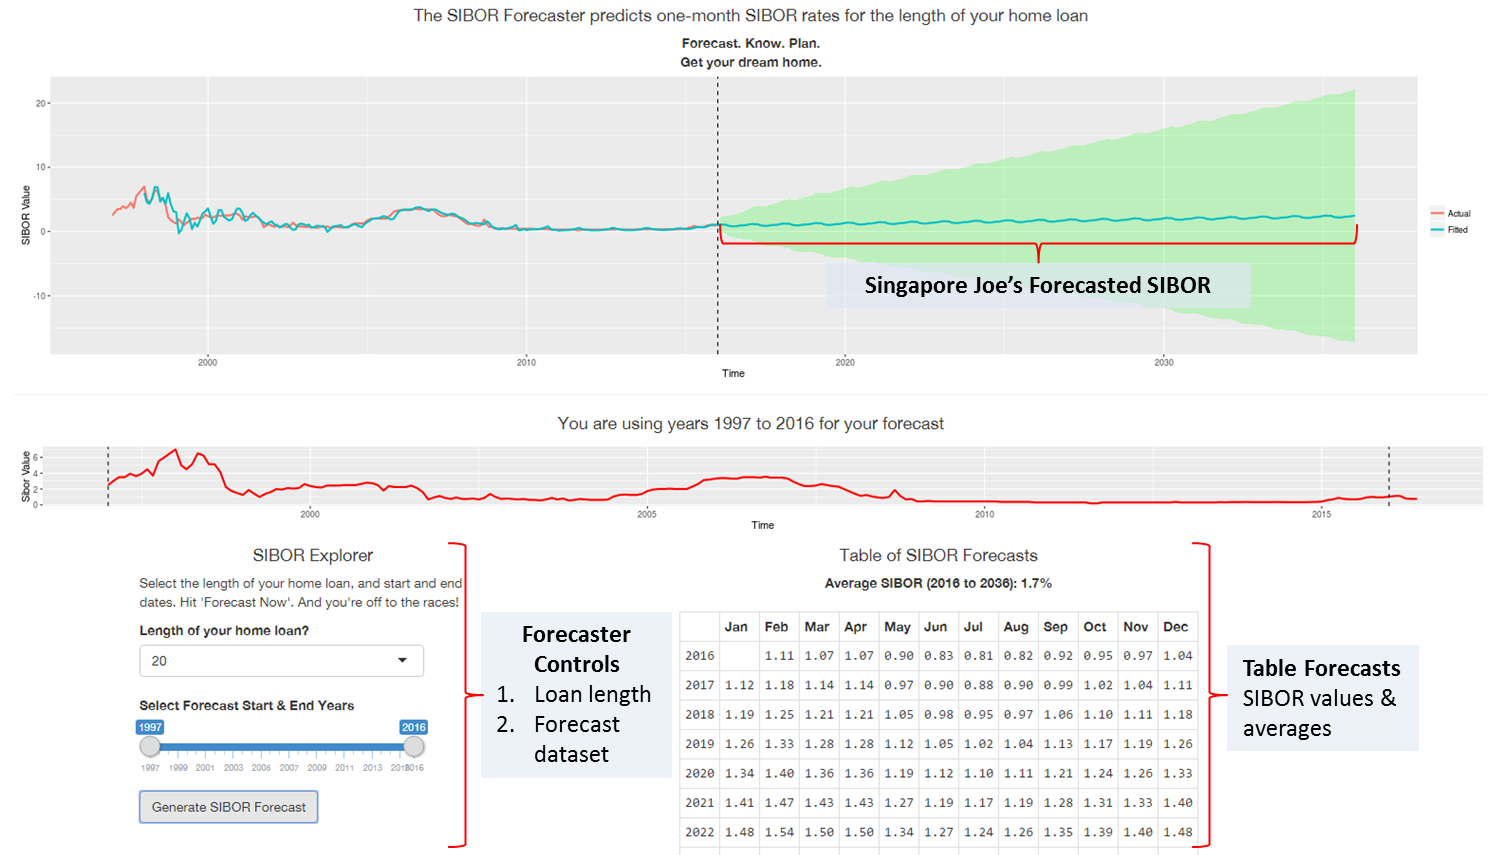 The SIBOR Forecaster predicts one-month SIBOR rates for the length of your home loan
Forecast. Know. Plan.
Get your dream home.
SIBOR Value
20
10
0
-10
2000
2010
2020
2030
Time
Actual
Fitted
Singapore Joe's Forecasted SIBOR
You are using years 1997 to 2016 for your forecast
Sibor Value
6
4
2
0
2000
2005
2010
2015
Time
SIBOR Explorer
Select the length of your home loan, and start and end
dates. Hit 'Forecast Now'. And you're off to the races!
Length of your home loan?
20
Select Forecast Start & End Years
1997 2016
1997 1999 2001 2003 2005 2007 2009 2011 2013 2015 2016
Generate SIBOR Forecast
Forecaster
Controls
1. Loan length
2. Forecast
dataset
Table of SIBOR Forecasts
Average SIBOR (2016 to 2036): 1.7%
Jan Feb Mar Apr May Jun Jul Aug Sep Oct Nov Dec
2016 1.11 1.07 1.07 0.90 0.83 0.81 0.82 0.92 0.95 0.97 1.04
2017 1.12 1.18 1.14 1.14 0.97 0.90 0.88 0.90 0.99 1.02 1.04 1.11
2018 1.19 1.25 1.21 1.21 1.05 0.98 0.95 0.97 1.06 1.10 1.11 1.18
2019 1.26 1.33 1.28 1.28 1.12 1.05 1.02 1.04 1.13 1.17 1.19 1.26
2020 1.34 1.40 1.36 1.36 1.19 1.12 1.10 1.11 1.21 1.24 1.26 1.33
2021 1.41 1.47 1.43 1.43 1.27 1.19 1.17 1.19 1.28 1.31 1.33 1.40
2022 1.48 1.54 1.50 1.50 1.34 1.27 1.24 1.26 1.35 1.39 1.40 1.48
Table Forecasts
SIBOR values &
averages